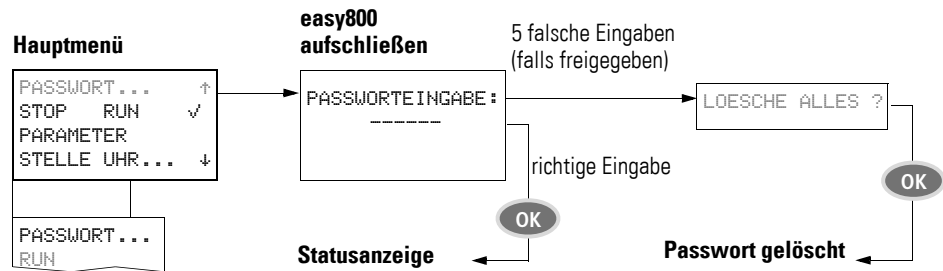 Hauptmenü
PASSWORT... ↑
STOP RUN √
PARAMETER
STELLE UHR... ↓
PASSWORT...
RUN
easy800
aufschließen
PASSWORTEINGABE:
------
5 falsche Eingaben
(falls freigegeben)
LOESCHE ALLES ?
richtige Eingabe
OK
OK
Statusanzeige
Passwort gelöscht